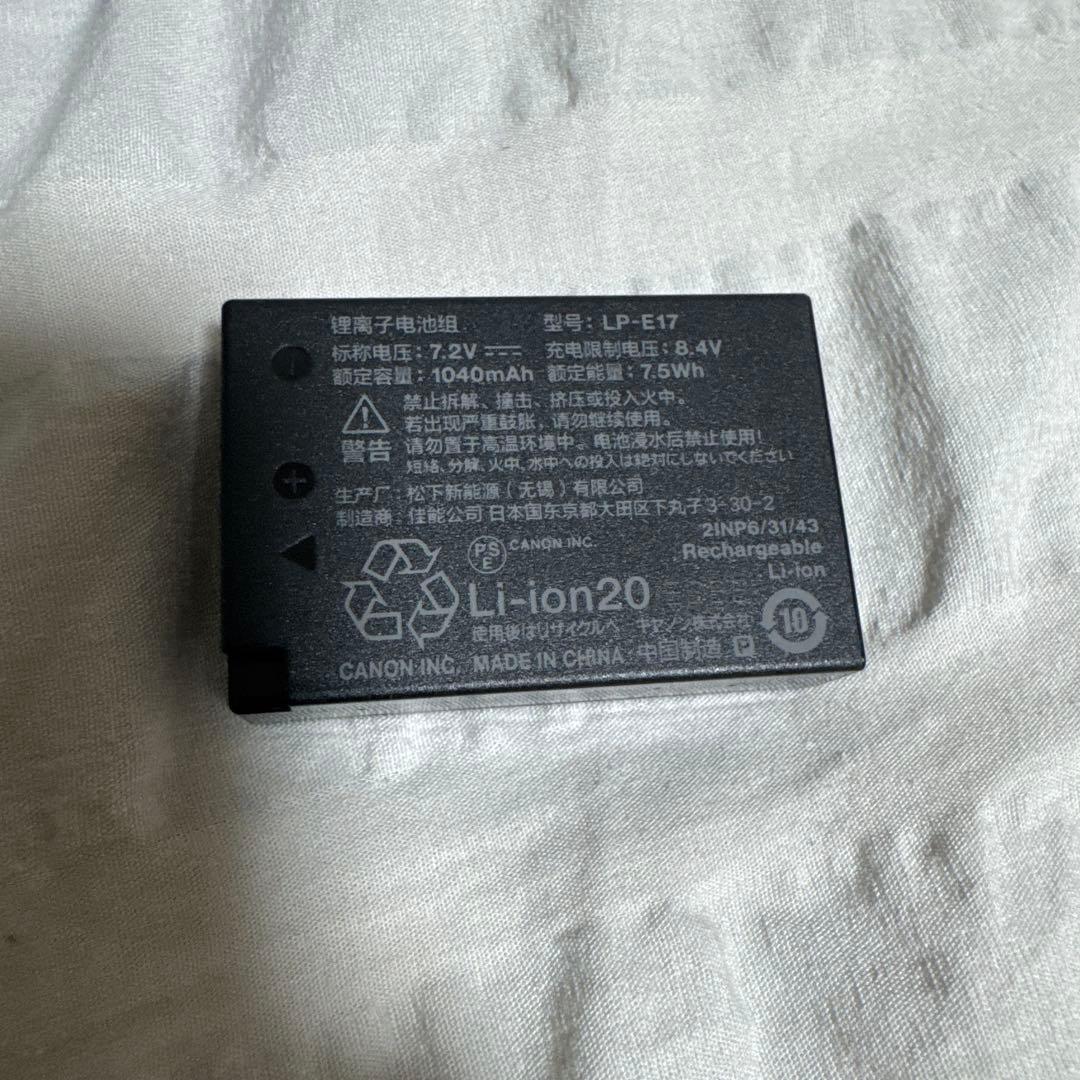 锂离子电池组 型号: LP-E17
标称电压: 7.2V 充电限制电压: 8.4V
额定容量: 1040mAh 额定能量: 7.5Wh
禁止拆解、撞击、挤压或投入火中。
若出现严重鼓胀, 请勿继续使用。
警告 请勿置于高温环境中。电池浸水后禁止使用!
短絡, 分解, 火中, 水中への投入は絶対にしないでください
生产厂: 松下新能源(无锡)有限公司
制造商: 佳能公司 日本国东京都大田区下丸子3-30-2
2INP6/31/43
PSE CANON INC. Rechargeable
Li-ion
Li-ion20
使用後はリサイクルへ キヤノン株式会社 10
CANON INC. MADE IN CHINA 中国制造 P